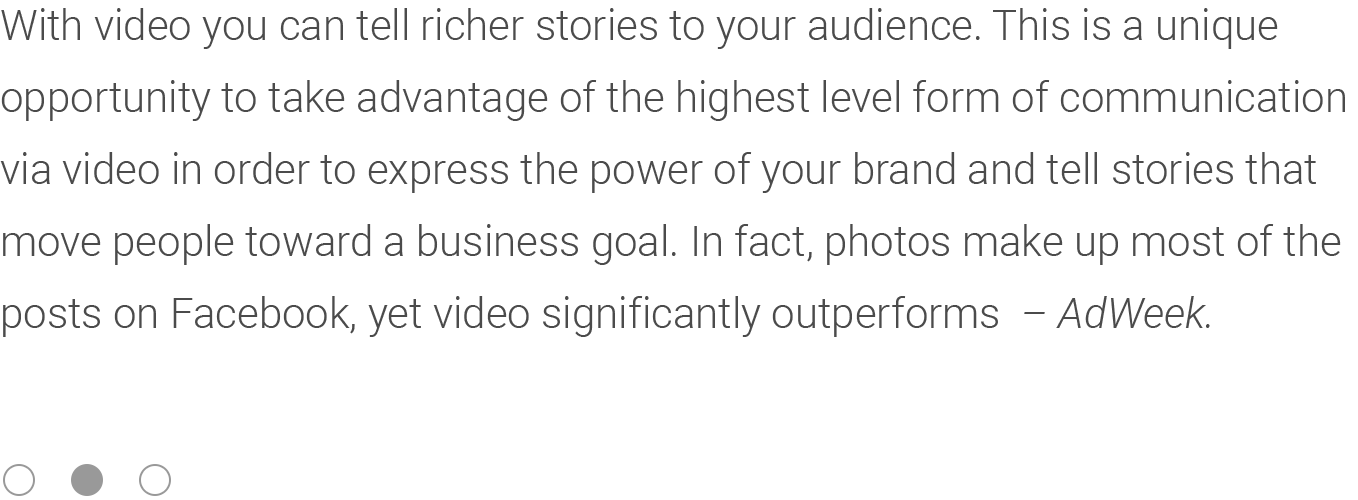 With video you can tell richer stories to your audience. This is a unique
opportunity to take advantage of the highest level form of communication
via video in order to express the power of your brand and tell stories that
move people toward a business goal. In fact, photos make up most of the
posts on Facebook, yet video significantly outperforms  – AdWeek.